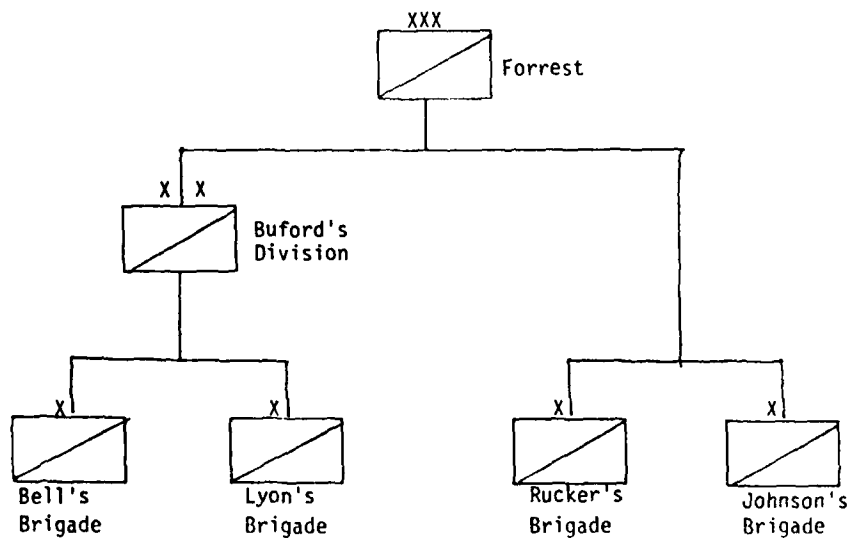 XXX
Forrest
X X
Buford's
Division
X
X
X
X
Bell's
Brigade
Lyon's
Brigade
Rucker's
Brigade
Johnson's
Brigade